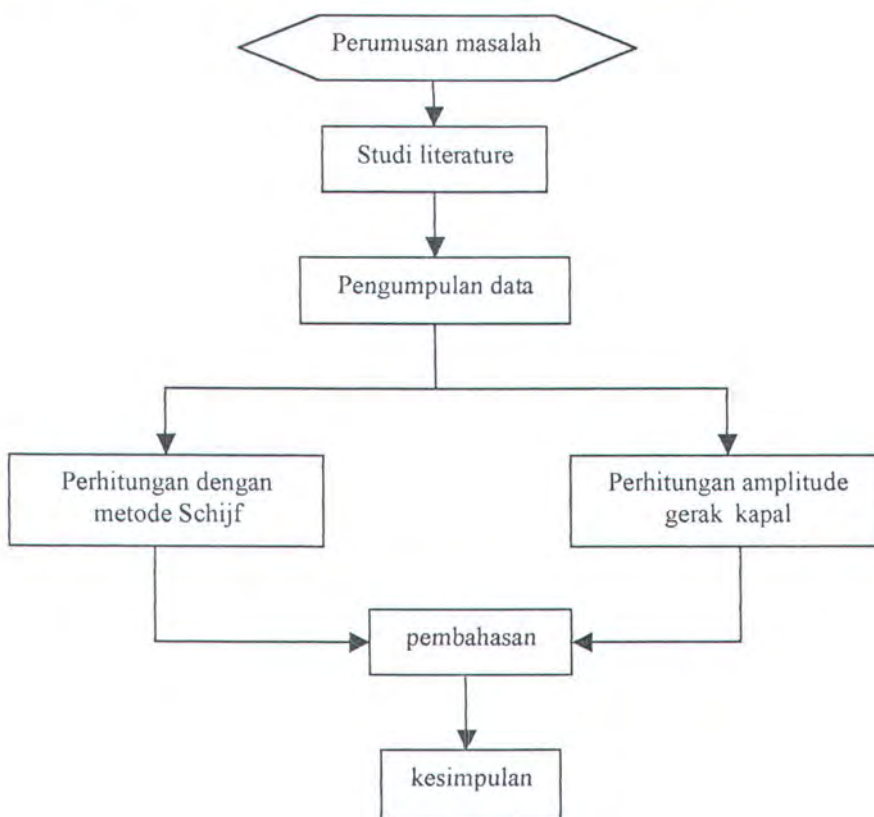 Perumusan masalah
Studi literature
Pengumpulan data
Perhitungan dengan
metode Schijf
Perhitungan amplitude
gerak kapal
pembahasan
kesimpulan